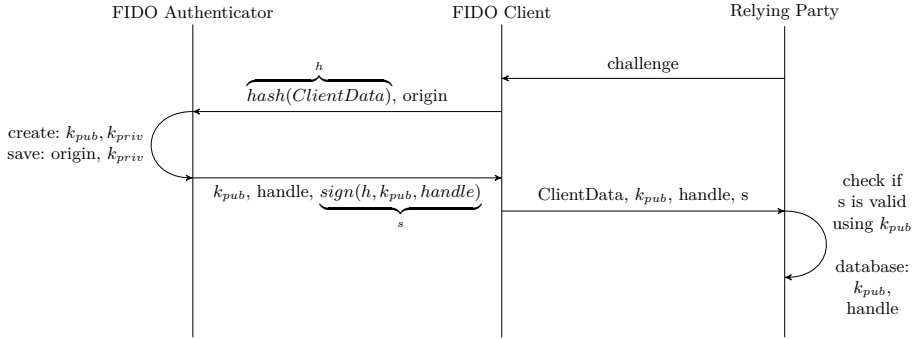 FIDO Authenticator
FIDO Client
Relying Party
challenge
h
hash(ClientData), origin
create: k_pub, k_priv
save: origin, k_priv
k_pub, handle, sign(h, k_pub, handle)
s
ClientData, k_pub, handle, s
check if
s is valid
using k_pub
database:
k_pub,
handle